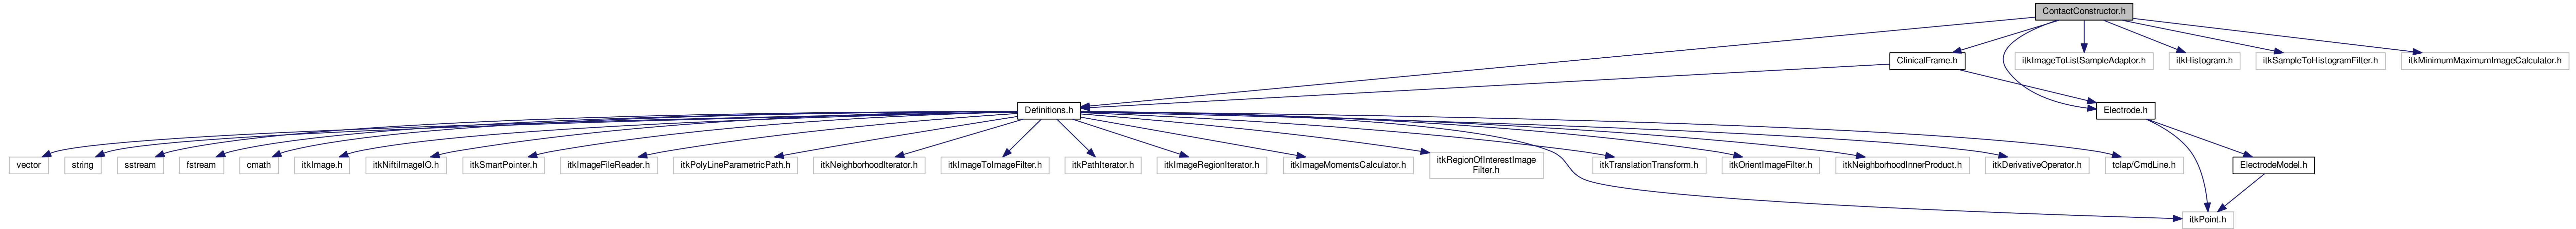 ContactConstructor.h
ClinicalFrame.h
itkImageToListSampleAdaptor.h
itkHistogram.h
itkSampleToHistogramFilter.h
itkMinimumMaximumImageCalculator.h
Definitions.h
Electrode.h
vector
string
sstream
fstream
cmath
itkImage.h
itkNiftiImageIO.h
itkSmartPointer.h
itkImageFileReader.h
itkPolyLineParametricPath.h
itkNeighborhoodIterator.h
itkImageToImageFilter.h
itkPathIterator.h
itkImageRegionIterator.h
itkImageMomentsCalculator.h
itkRegionOfInterestImage
Filter.h
itkTranslationTransform.h
itkOrientImageFilter.h
itkNeighborhoodInnerProduct.h
itkDerivativeOperator.h
tclap/CmdLine.h
ElectrodeModel.h
itkPoint.h